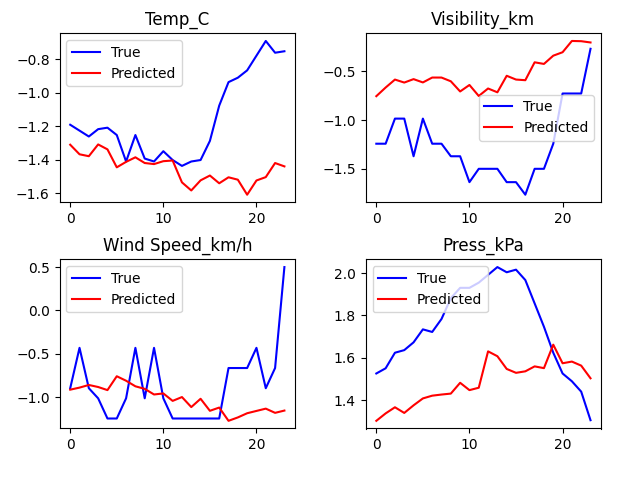 Temp_C
True
Predicted
−0.8
−1.0
−1.2
−1.4
−1.6
0
10
20
Visibility_km
True
Predicted
−0.5
−1.0
−1.5
0
10
20
Wind Speed_km/h
True
Predicted
0.5
0.0
−0.5
−1.0
0
10
20
Press_kPa
True
Predicted
2.0
1.8
1.6
1.4
0
10
20